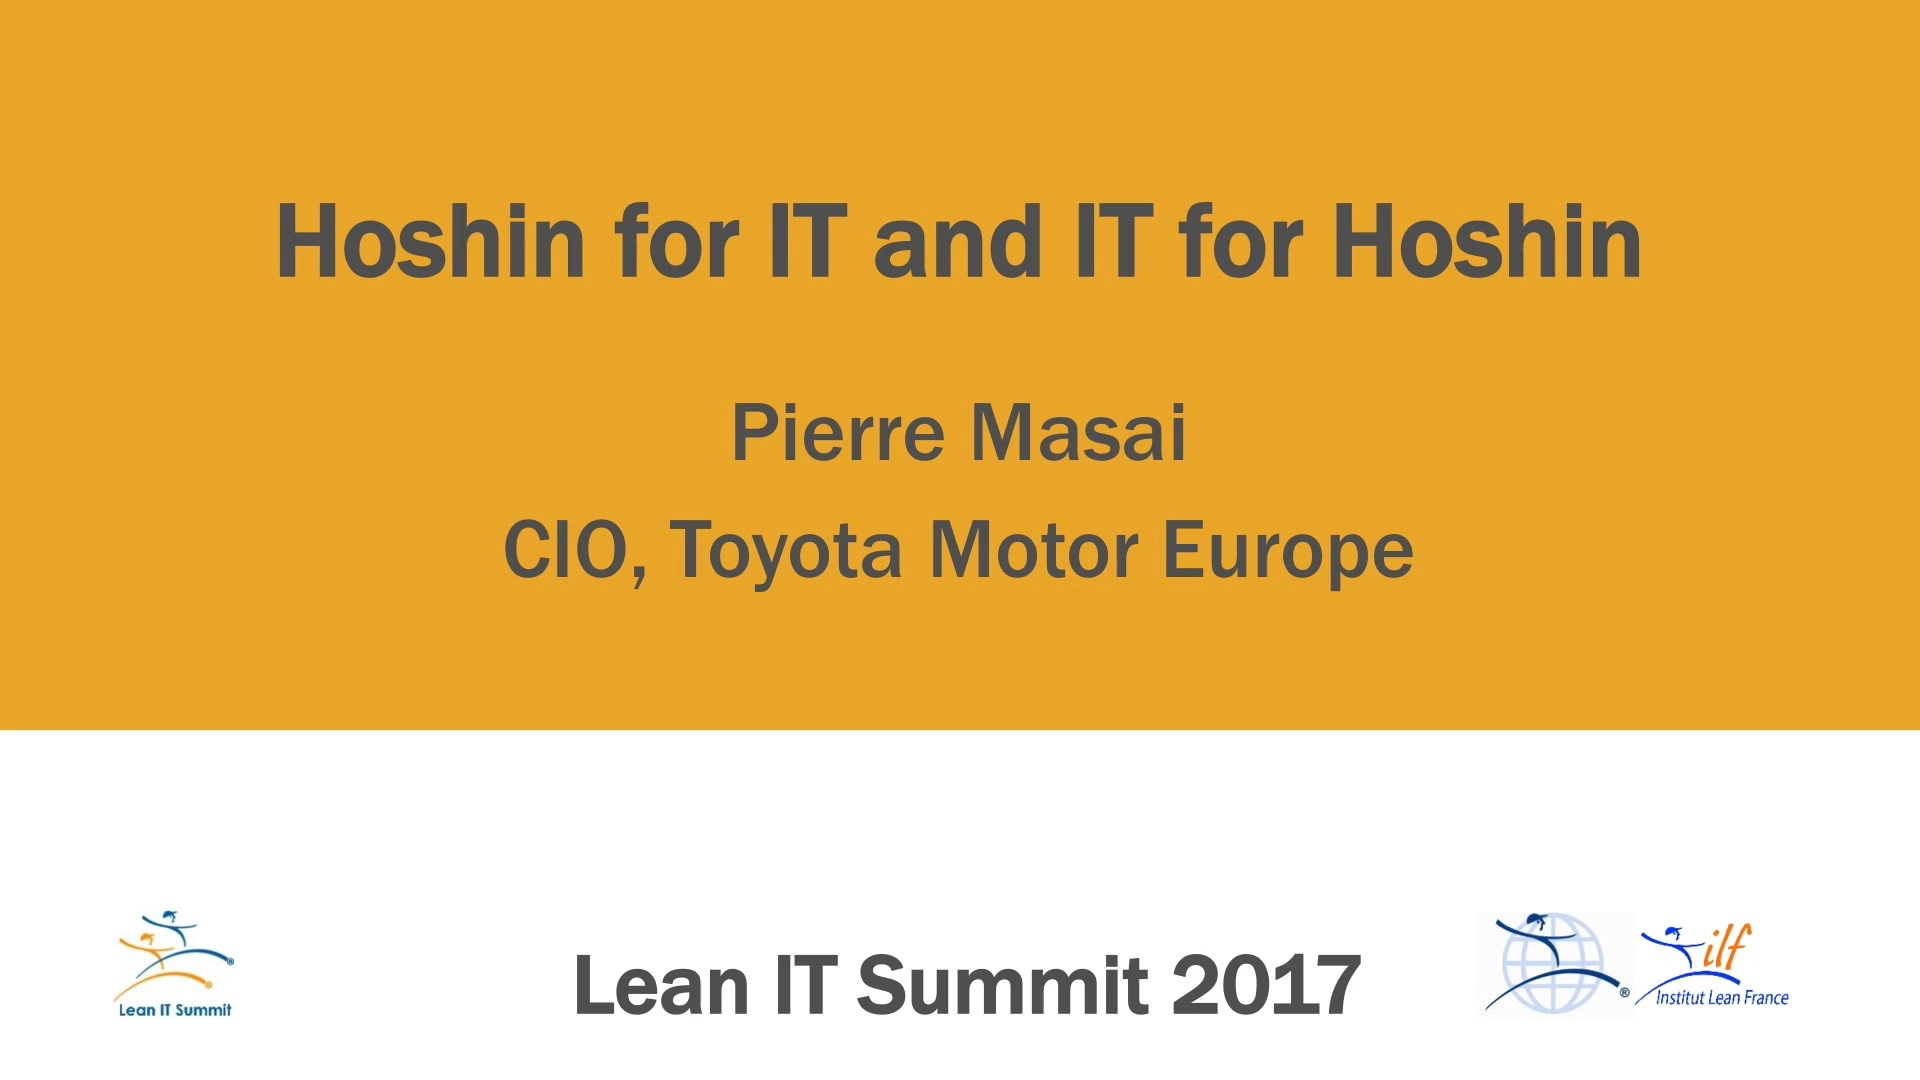 Hoshin for IT and IT for Hoshin
Pierre Masai
CIO, Toyota Motor Europe
Lean IT Summit
Lean IT Summit 2017
®
ilf
Institut Lean France